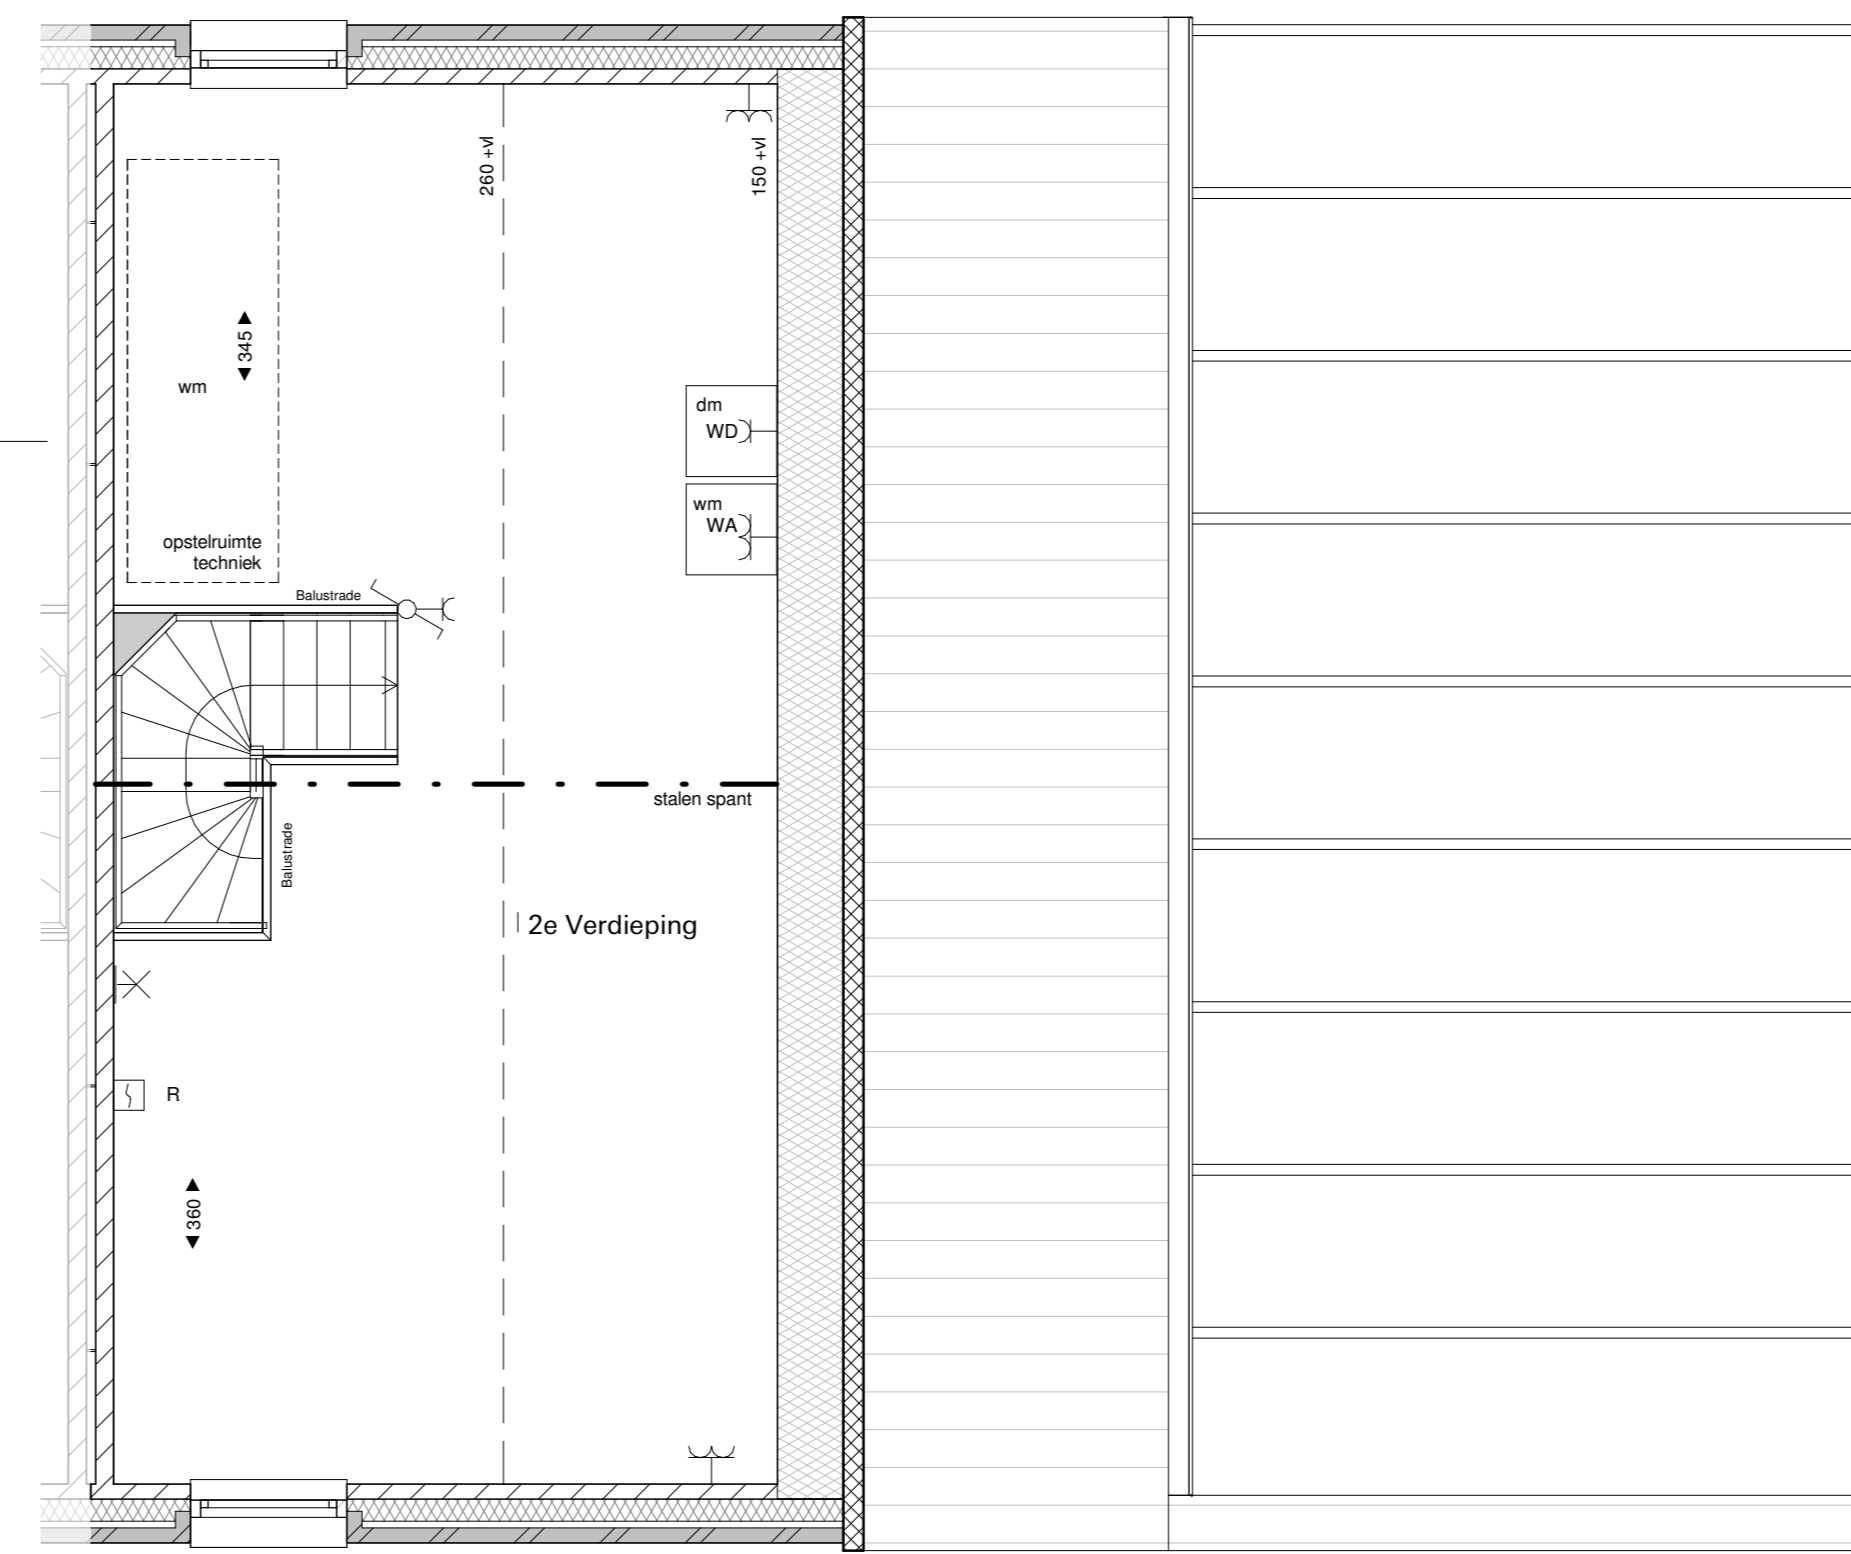 260 +vl
150 +vl
345
wm
dm
WD
wm
WA
opstelruimte
techniek
Balustrade
stalen spant
Balustrade
2e Verdieping
R
360